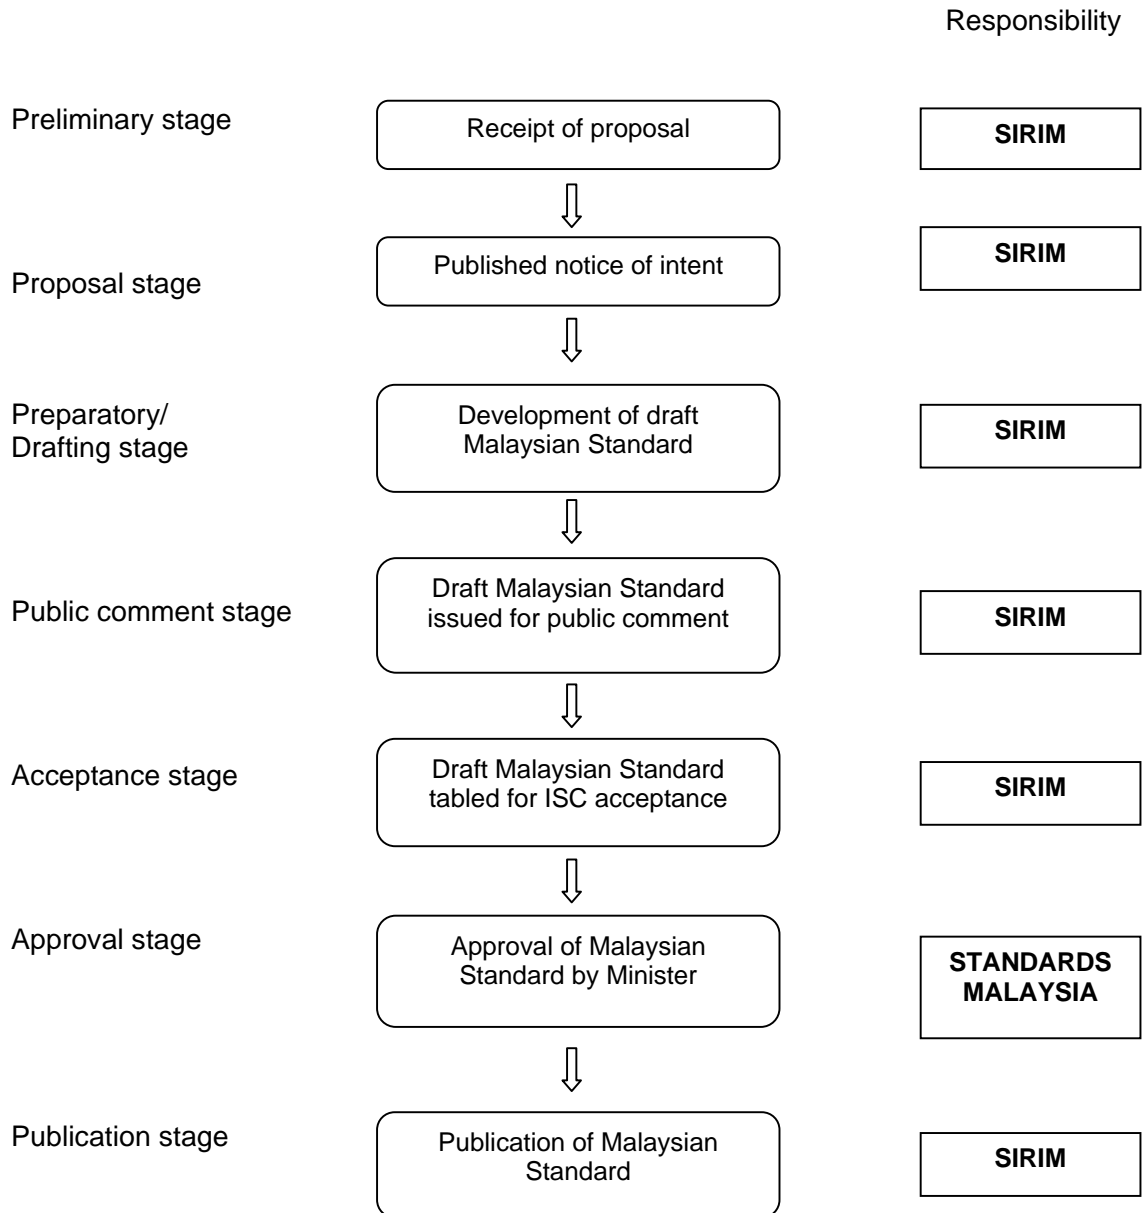 Responsibility
Preliminary stage
Receipt of proposal
SIRIM
Proposal stage
Published notice of intent
SIRIM
Preparatory/
Drafting stage
Development of draft
Malaysian Standard
SIRIM
Public comment stage
Draft Malaysian Standard
issued for public comment
SIRIM
Acceptance stage
Draft Malaysian Standard
tabled for ISC acceptance
SIRIM
Approval stage
Approval of Malaysian
Standard by Minister
STANDARDS
MALAYSIA
Publication stage
Publication of Malaysian
Standard
SIRIM